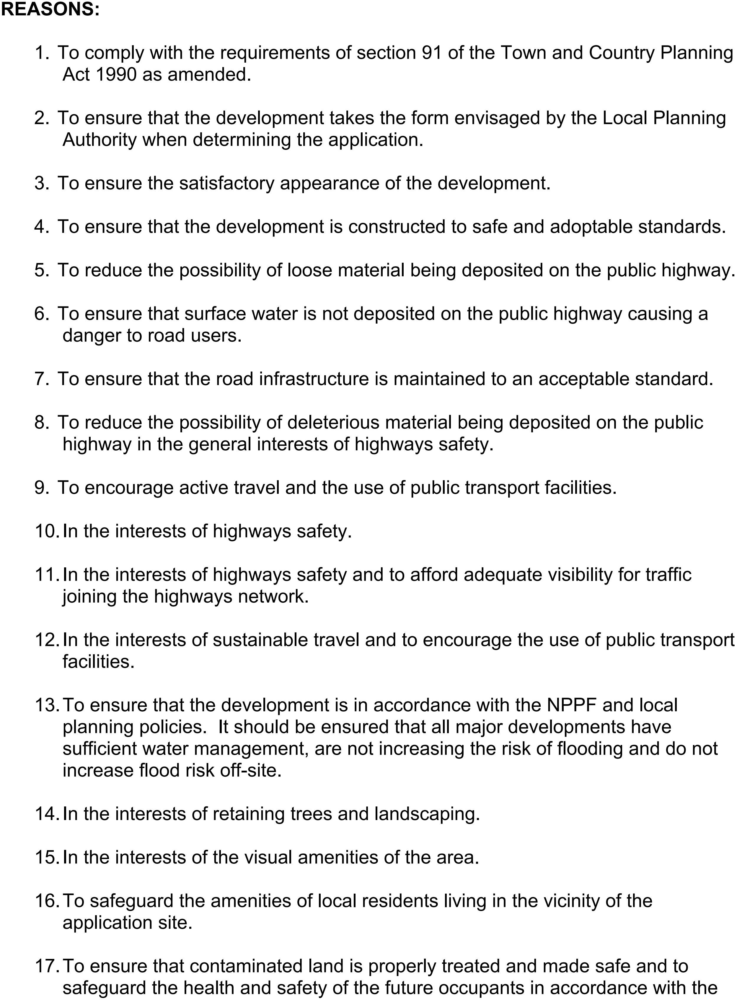 REASONS:
1. To comply with the requirements of section 91 of the Town and Country Planning
Act 1990 as amended.
2. To ensure that the development takes the form envisaged by the Local Planning
Authority when determining the application.
3. To ensure the satisfactory appearance of the development.
4. To ensure that the development is constructed to safe and adoptable standards.
5. To reduce the possibility of loose material being deposited on the public highway.
6. To ensure that surface water is not deposited on the public highway causing a
danger to road users.
7. To ensure that the road infrastructure is maintained to an acceptable standard.
8. To reduce the possibility of deleterious material being deposited on the public
highway in the general interests of highways safety.
9. To encourage active travel and the use of public transport facilities.
10. In the interests of highways safety.
11. In the interests of highways safety and to afford adequate visibility for traffic
joining the highways network.
12. In the interests of sustainable travel and to encourage the use of public transport
facilities.
13. To ensure that the development is in accordance with the NPPF and local
planning policies.  It should be ensured that all major developments have
sufficient water management, are not increasing the risk of flooding and do not
increase flood risk off-site.
14. In the interests of retaining trees and landscaping.
15. In the interests of the visual amenities of the area.
16. To safeguard the amenities of local residents living in the vicinity of the
application site.
17. To ensure that contaminated land is properly treated and made safe and to
safeguard the health and safety of the future occupants in accordance with the